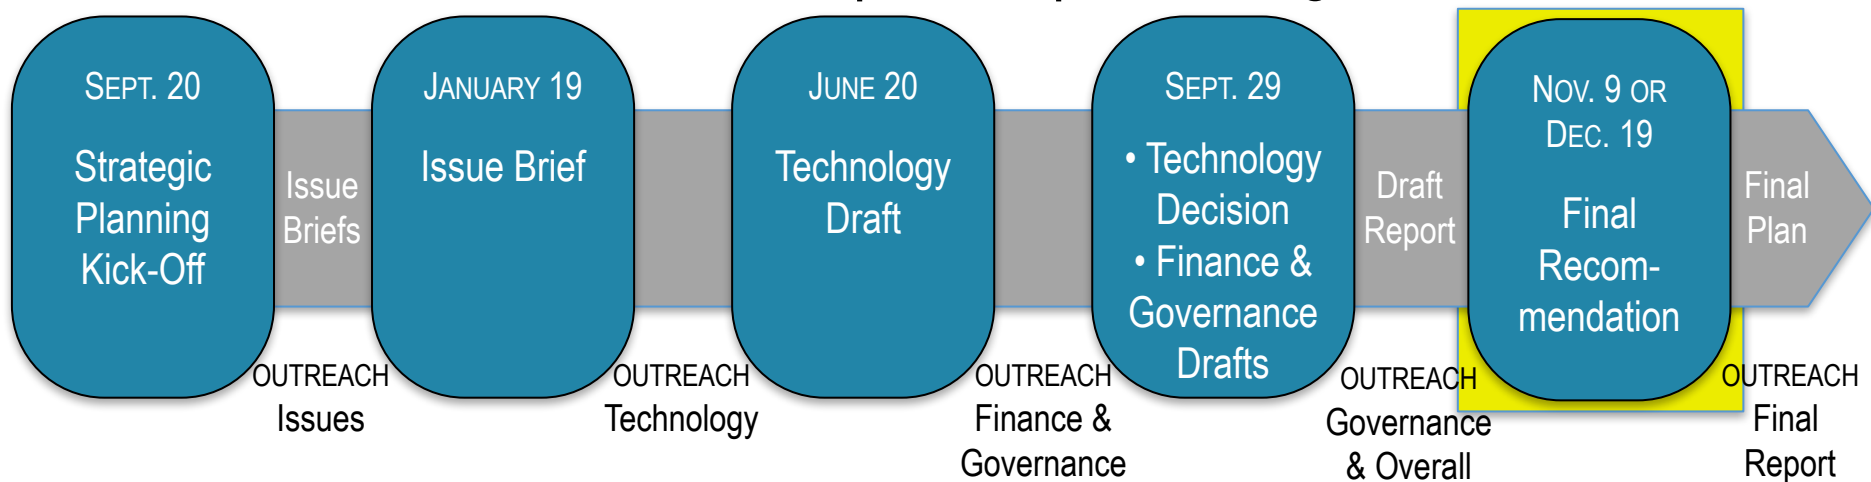 SEPT. 20
Strategic
Planning
Kick-Off
Issue
Briefs
JANUARY 19
Issue Brief
JUNE 20
Technology
Draft
SEPT. 29
• Technology
Decision
• Finance &
Governance
Drafts
Draft
Report
NOV. 9 OR
DEC. 19
Final
Recom-
mendation
Final
Plan
OUTREACH
Issues
OUTREACH
Technology
OUTREACH
Finance &
Governance
OUTREACH
Governance
& Overall
OUTREACH
Final
Report